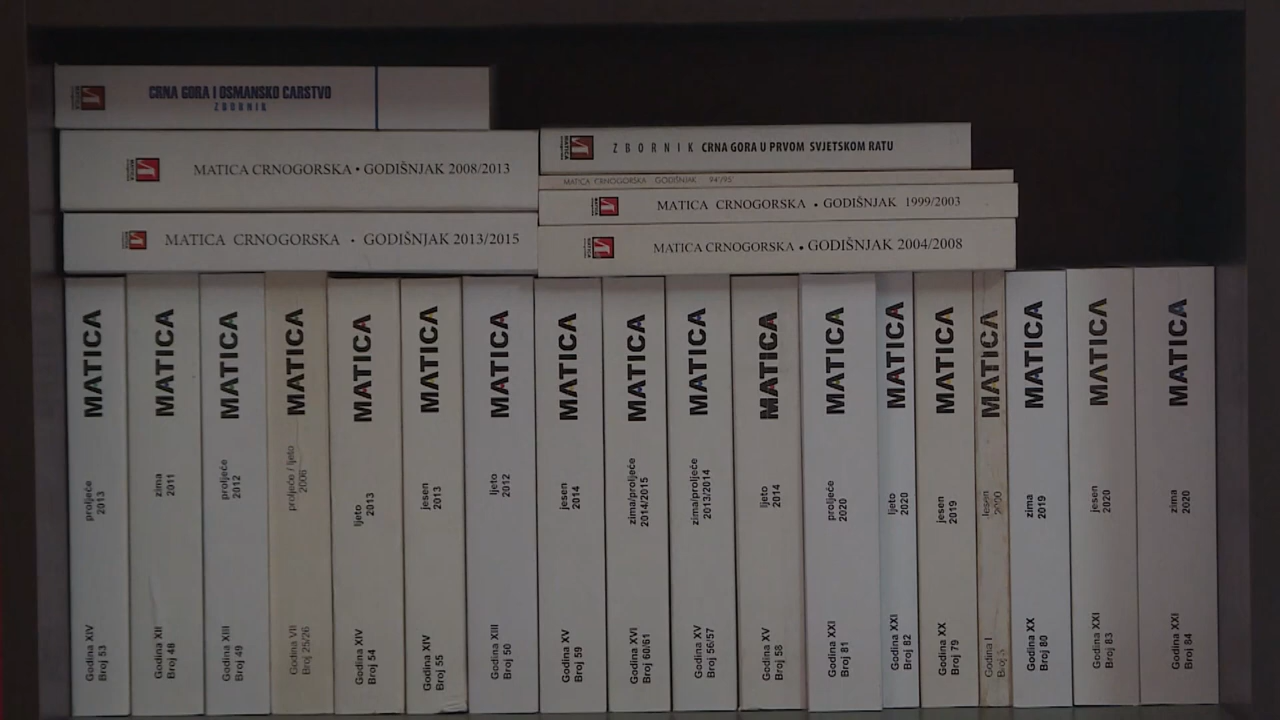 CRNA GORA I OSMANSKO CARSTVO
ZBORNIK
MATICA CRNOGORSKA • GODIŠNJAK 2008/2013
MATICA CRNOGORSKA • GODIŠNJAK 2013/2015
ZBORNIK CRNA GORA U PRVOM SVJETSKOM RATU
MATICA CRNOGORSKA GODIŠNJAK 94'/95'
MATICA CRNOGORSKA • GODIŠNJAK 1999/2003
MATICA CRNOGORSKA • GODIŠNJAK 2004/2008
MATICA
proljeće
2013
Godina XIV
Broj 53
MATICA
zima
2011
Godina XII
Broj 48
MATICA
proljeće
2012
Godina XIII
Broj 49
MATICA
proljeće / ljeto
2006
Godina VII
Broj 25/26
MATICA
ljeto
2013
Godina XIV
Broj 54
MATICA
jesen
2013
Godina XIV
Broj 55
MATICA
ljeto
2012
Godina XIII
Broj 50
MATICA
jesen
2014
Godina XV
Broj 59
MATICA
zima/proljeće
2014/2015
Godina XVI
Broj 60/61
MATICA
zima/proljeće
2013/2014
Godina XV
Broj 56/57
MATICA
ljeto
2014
Godina XV
Broj 58
MATICA
proljeće
2020
Godina XXI
Broj 81
MATICA
ljeto
2020
Godina XXI
Broj 82
MATICA
jesen
2019
Godina XX
Broj 79
MATICA
Jesen
Godina I
Broj
MATICA
zima
2019
Godina XX
Broj 80
MATICA
jesen
2020
Godina XXI
Broj 83
MATICA
zima
2020
Godina XXI
Broj 84